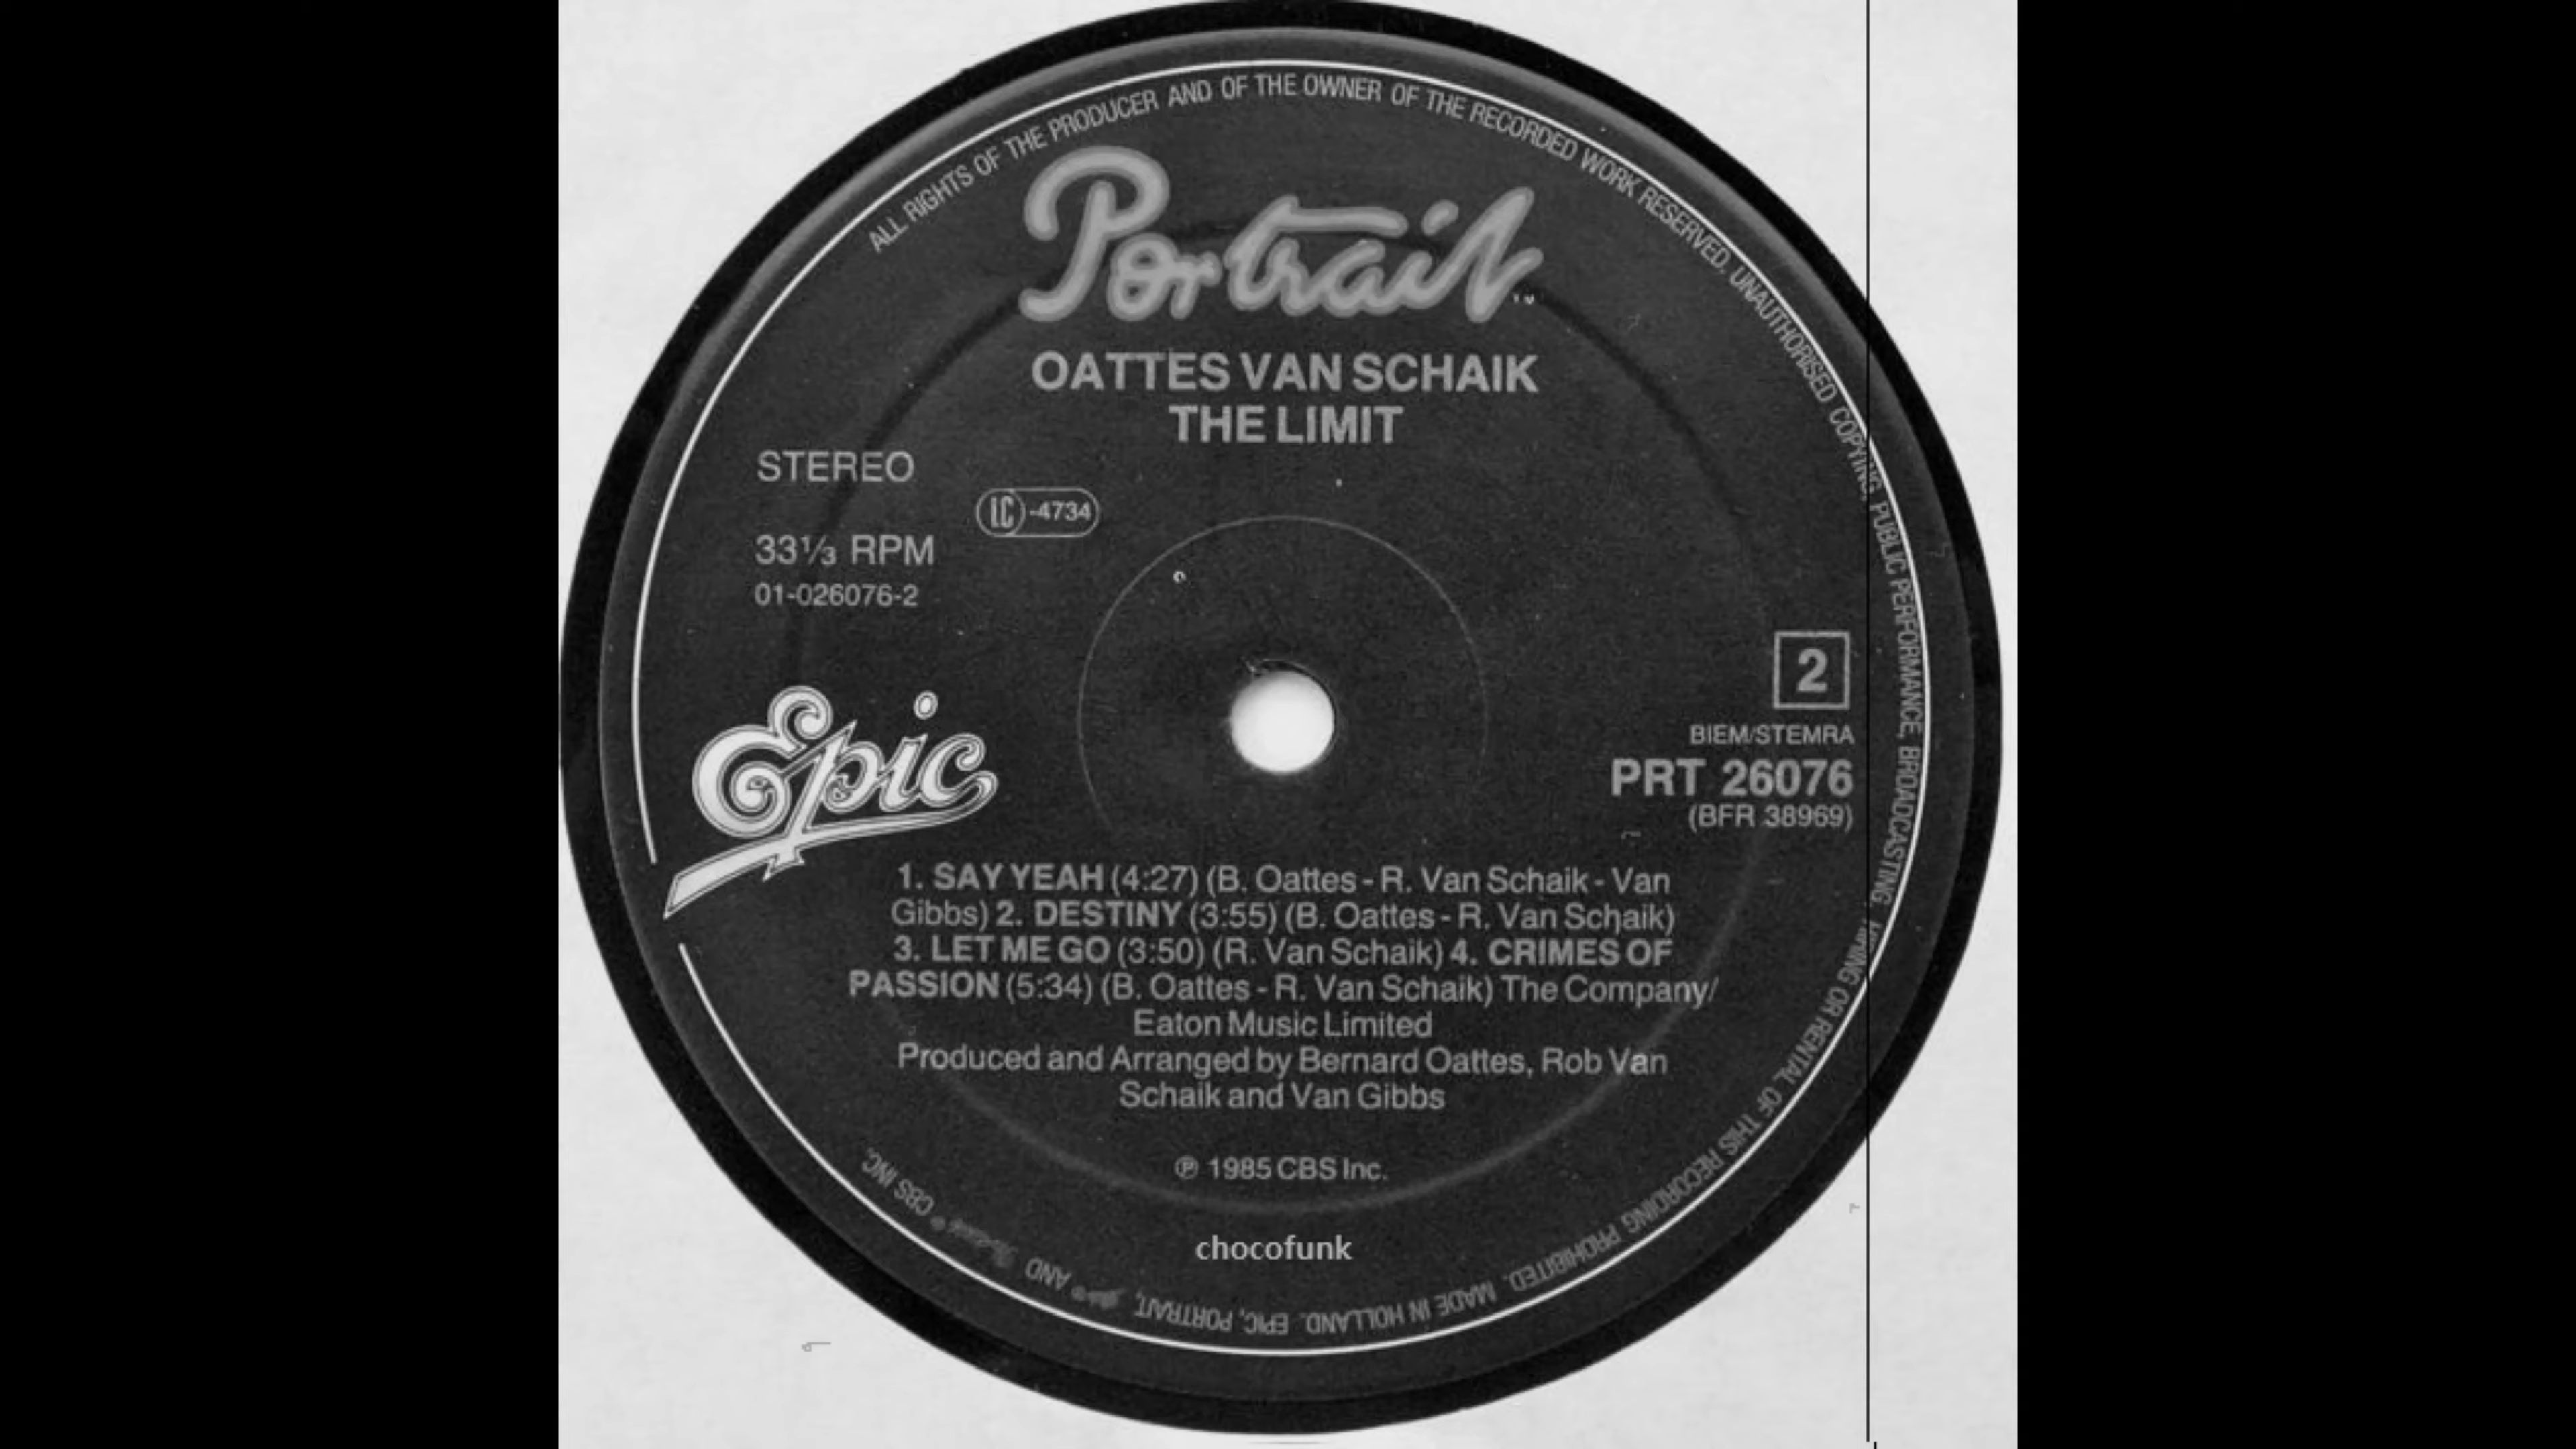 ALL RIGHTS OF THE PRODUCER AND OF THE OWNER OF THE RECORDED WORK RESERVED. UNAUTHORISED COPYING, PUBLIC PERFORMANCE, BROADCASTING, HIRING OR RENTAL OF THIS RECORDING PROHIBITED. MADE IN HOLLAND. EPIC, PORTRAIT, Epic ® AND Portrait ® CBS INC.
Portrait™
OATTES VAN SCHAIK
THE LIMIT
STEREO
LC -4734
33⅓ RPM
01-026076-2
2
Epic
BIEM/STEMRA
PRT 26076
(BFR 38969)
1. SAY YEAH (4:27) (B. Oattes - R. Van Schaik - Van
Gibbs) 2. DESTINY (3:55) (B. Oattes - R. Van Schaik)
3. LET ME GO (3:50) (R. Van Schaik) 4. CRIMES OF
PASSION (5:34) (B. Oattes - R. Van Schaik) The Company/
Eaton Music Limited
Produced and Arranged by Bernard Oattes, Rob Van
Schaik and Van Gibbs
℗ 1985 CBS Inc.
chocofunk